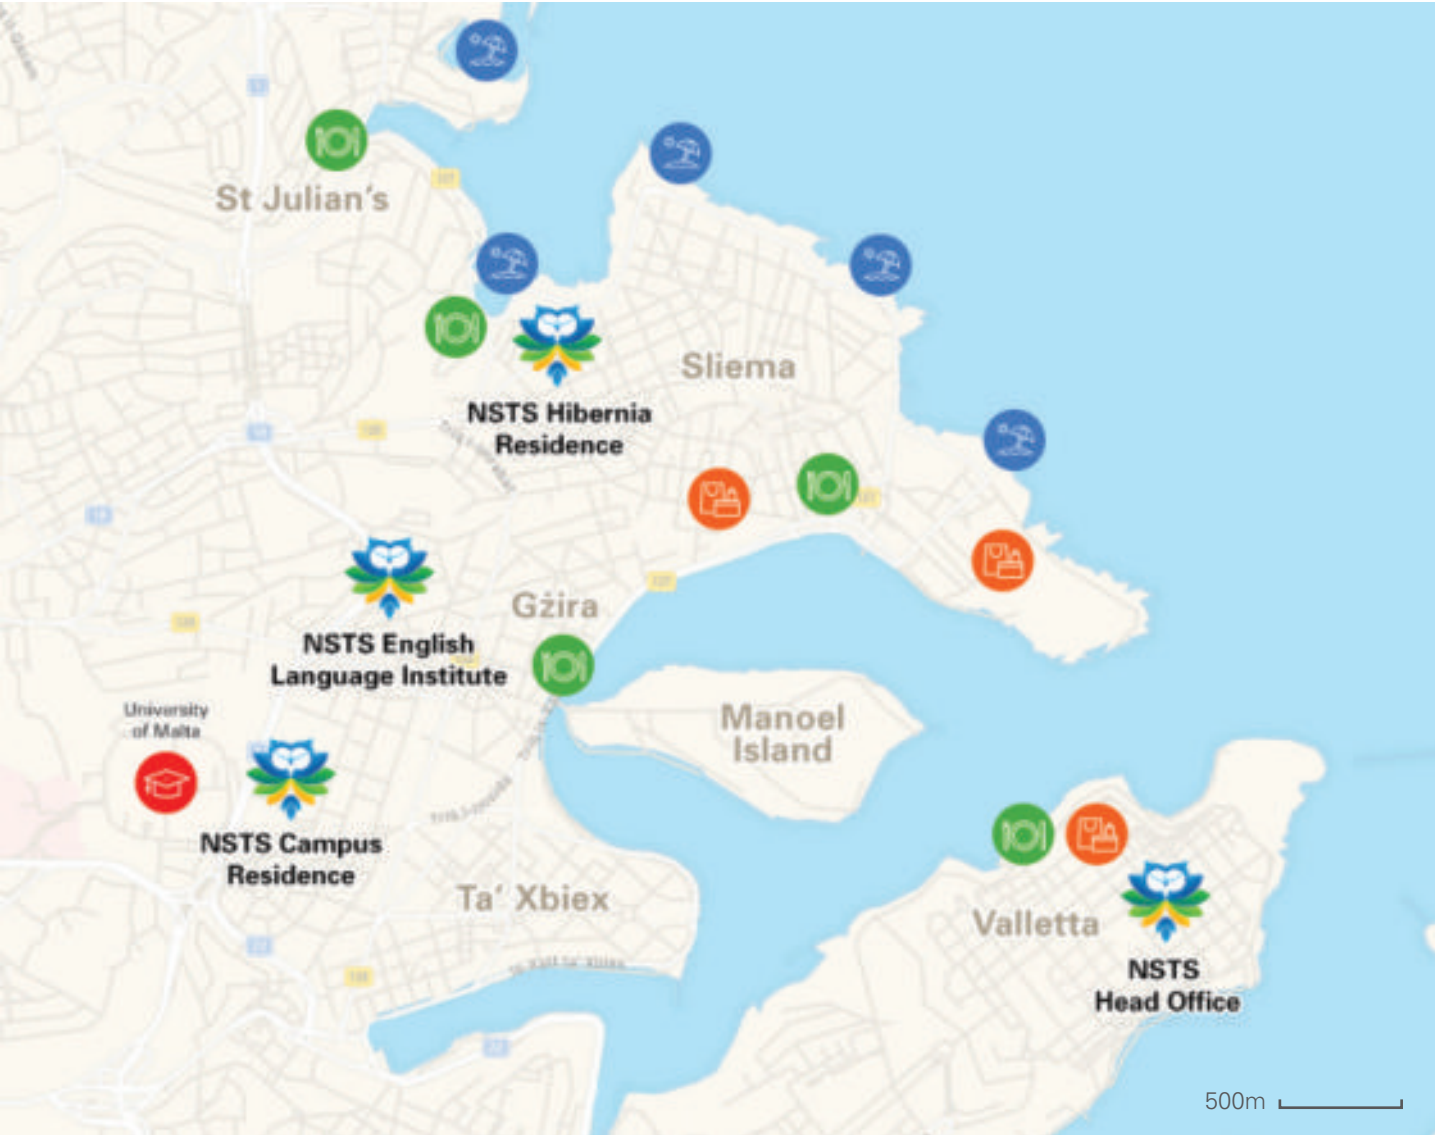 St Julian's
Sliema
NSTS Hibernia
Residence
Gżira
NSTS English
Language Institute
University
of Malta
Manoel
Island
NSTS Campus
Residence
Ta' Xbiex
Valletta
NSTS
Head Office
500m